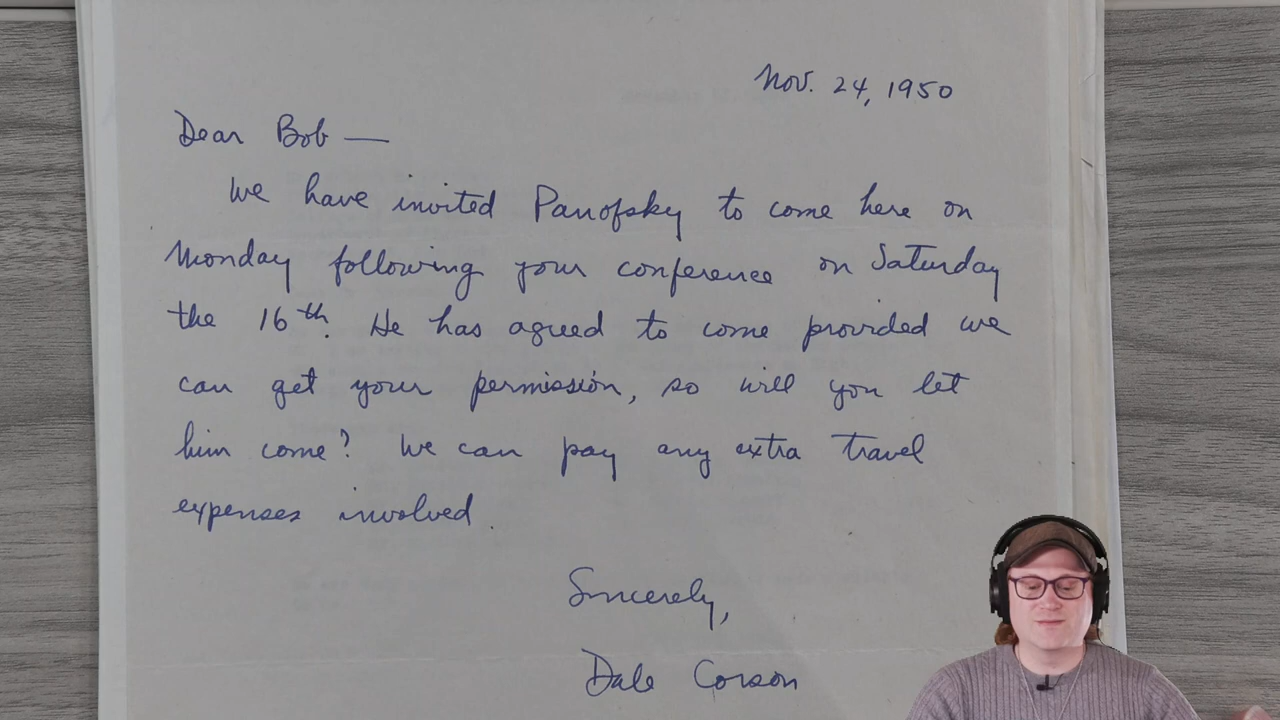 Nov. 24, 1950
Dear Bob —
We have invited Panofsky to come here on
Monday following your conference on Saturday
the 16th. He has agreed to come provided we
can get your permission, so will you let
him come? We can pay any extra travel
expenses involved.
Sincerely,
Dale Corson